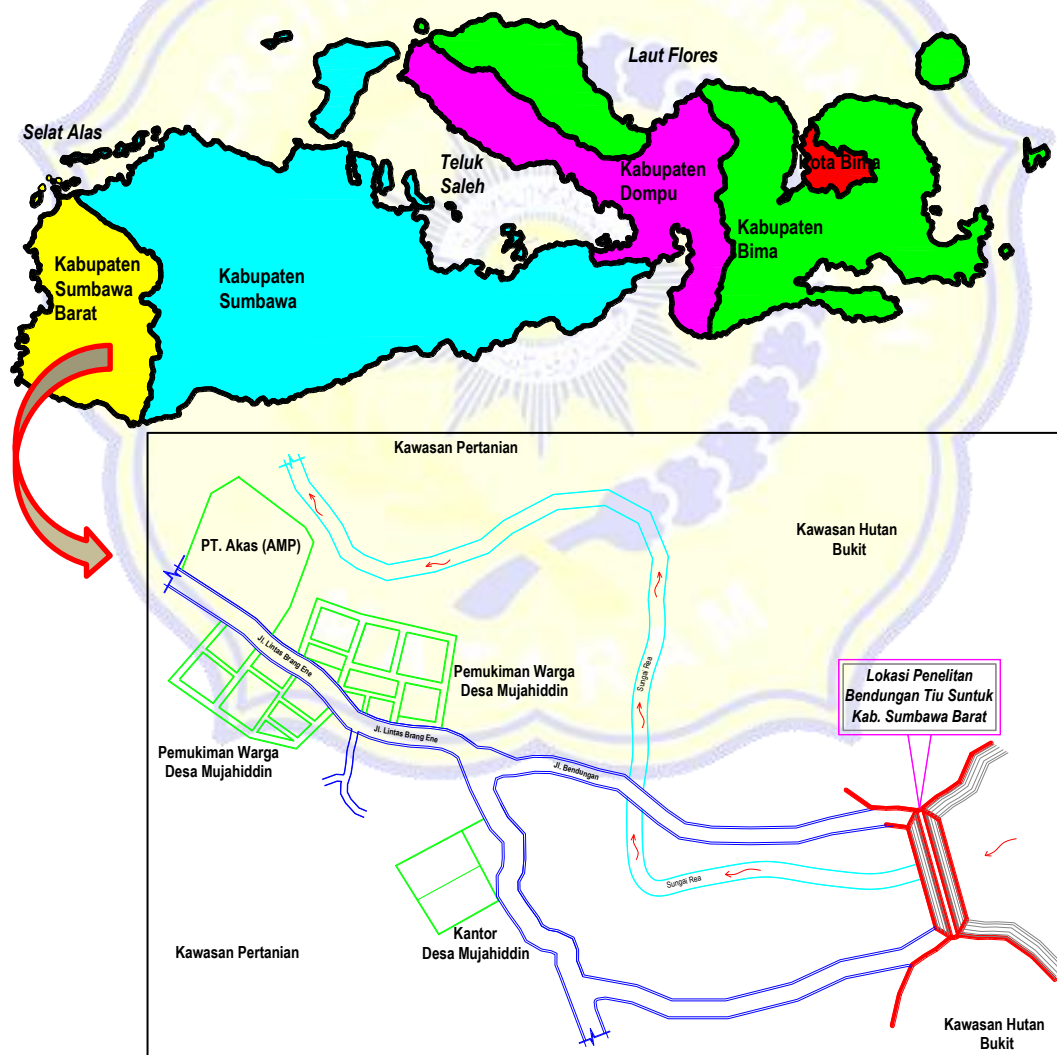 Laut Flores
Selat Alas
Teluk
Saleh
Kabupaten
Dompu
Kota Bima
Kabupaten
Bima
Kabupaten
Sumbawa
Barat
Kabupaten
Sumbawa
Kawasan Pertanian
Kawasan Hutan
Bukit
PT. Akas (AMP)
Jl. Lintas Brang Ene
Pemukiman Warga
Desa Mujahiddin
Sungai Rea
Lokasi Penelitan
Bendungan Tiu Suntuk
Kab. Sumbawa Barat
Jl. Lintas Brang Ene
Pemukiman Warga
Desa Mujahiddin
Jl. Bendungan
Sungai Rea
Kantor
Desa Mujahiddin
Kawasan Pertanian
Kawasan Hutan
Bukit